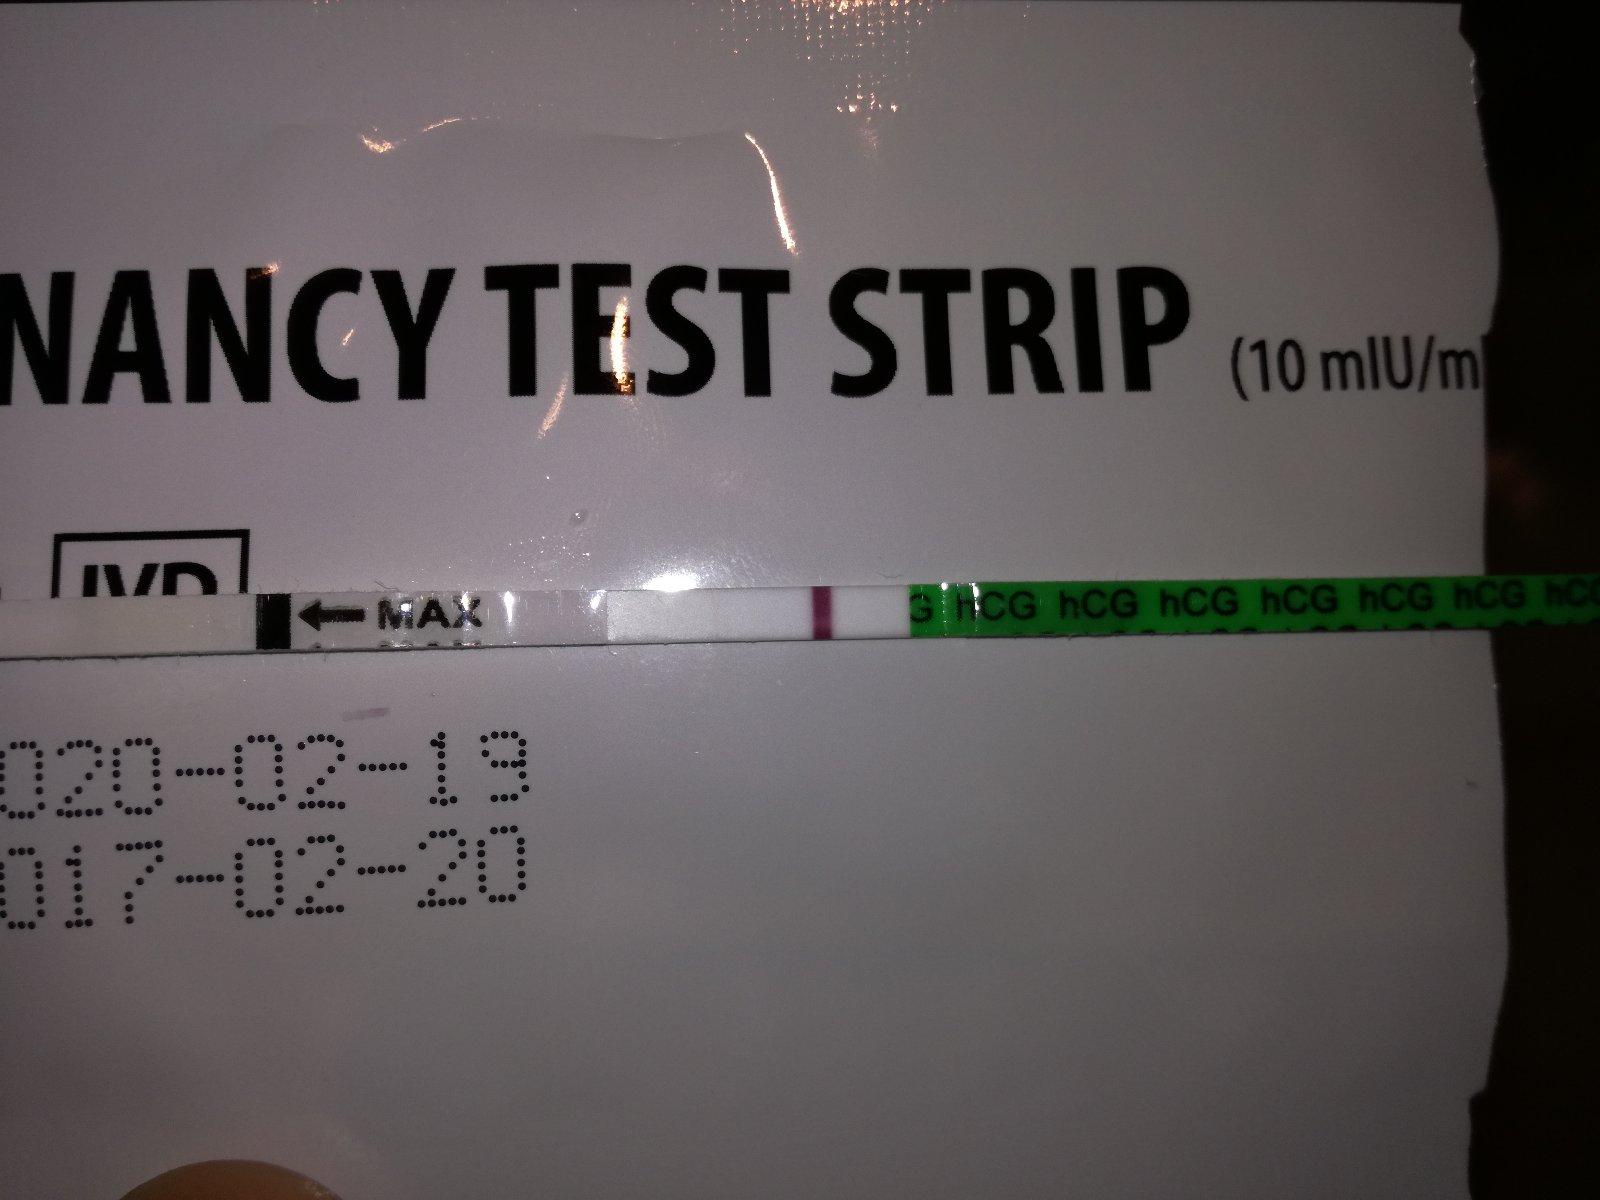 NANCY TEST STRIP (10 mIU/m
IVD
MAX
G hCG hCG hCG hCG hCG hCG hCG
020-02-19
017-02-20